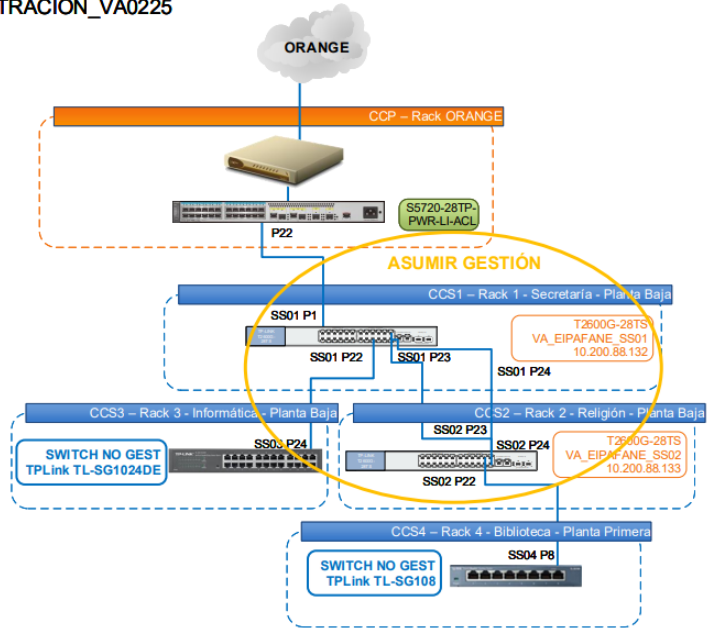 TRACION_VA0225
ORANGE
CCP – Rack ORANGE
S5720-28TP-
PWR-LI-ACL
P22
ASUMIR GESTIÓN
CCS1 – Rack 1 - Secretaría - Planta Baja
SS01 P1
T2600G-28TS
VA_EIPAFANE_SS01
10.200.88.132
SS01 P22
SS01 P23
SS01 P24
CCS3 – Rack 3 - Informática - Planta Baja
CCS2 – Rack 2 - Religión - Planta Baja
SS02 P23
SS03 P24
SS02 P24
SWITCH NO GEST
TPLink TL-SG1024DE
T2600G-28TS
VA_EIPAFANE_SS02
10.200.88.133
SS02 P22
CCS4 – Rack 4 - Biblioteca - Planta Primera
SS04 P8
SWITCH NO GEST
TPLink TL-SG108